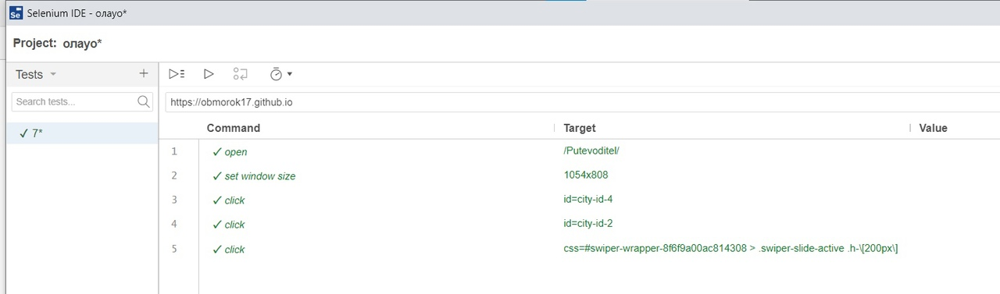 Selenium IDE - олауо*
Project: олауо*
Tests
Search tests...
✓ 7*
https://obmorok17.github.io
Command Target Value
1 ✓ open /Putevoditel/
2 ✓ set window size 1054x808
3 ✓ click id=city-id-4
4 ✓ click id=city-id-2
5 ✓ click css=#swiper-wrapper-8f6f9a00ac814308 > .swiper-slide-active .h-\[200px\]